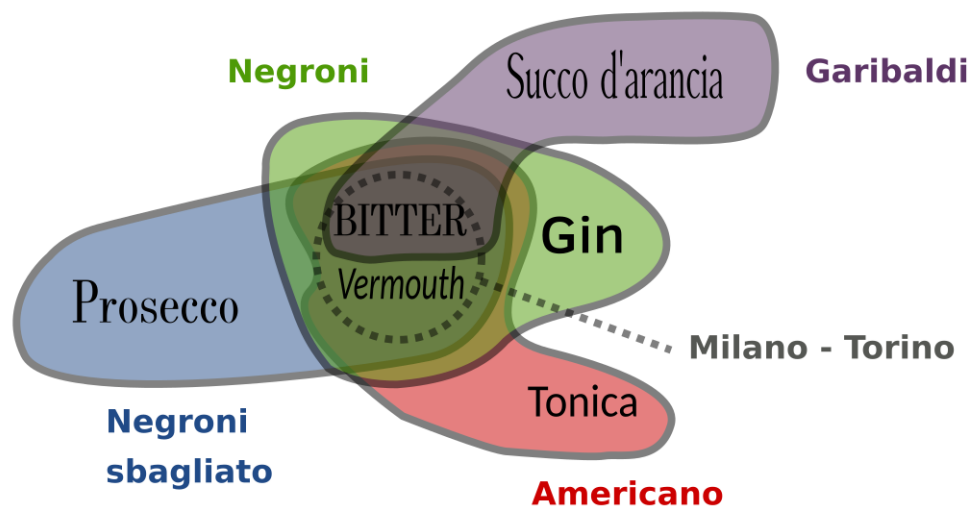 Succo d'arancia
Negroni
Garibaldi
BITTER
Gin
Vermouth
Prosecco
Milano - Torino
Tonica
Negroni
sbagliato
Americano